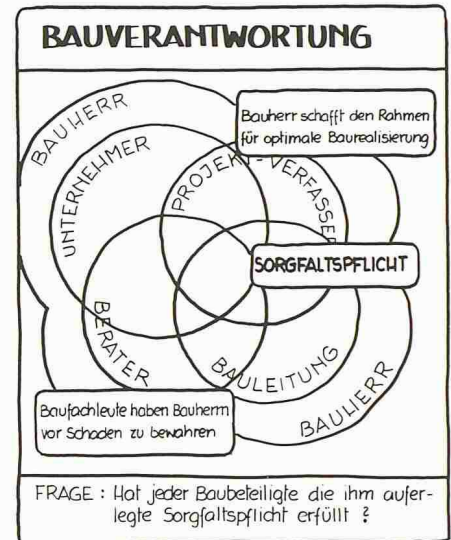 BAUVERANTWORTUNG
BAUHERR
Bauherr schafft den Rahmen
für optimale Baurealisierung
UNTERNEHMER
PROJEKT-VERFASSER
SORGFALTSPFLICHT
BERATER
BAULEITUNG
BAUHERR
Baufachleute haben Bauherrn
vor Schaden zu bewahren
FRAGE : Hat jeder Baubeteiligte die ihm aufer-
legte Sorgfaltspflicht erfüllt ?